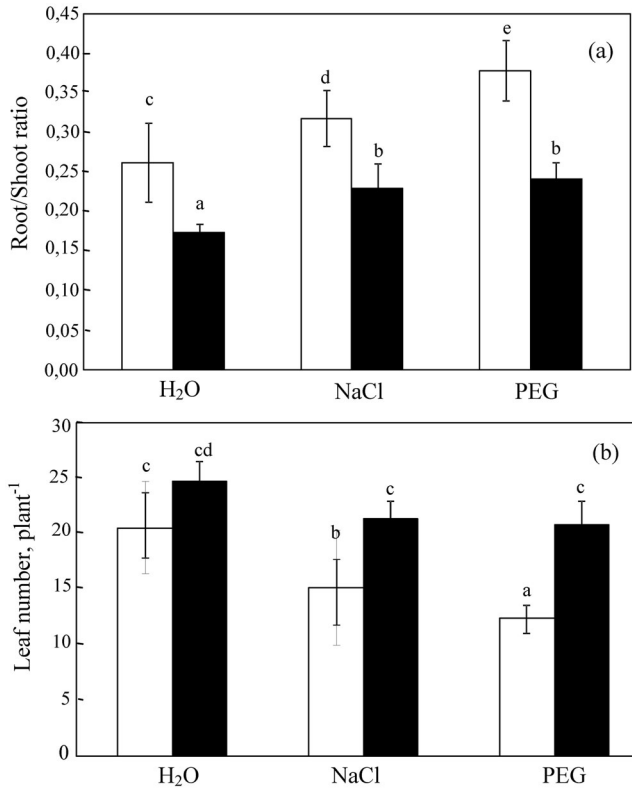 0,45
(a)
e
0,40
d
0,35
c
0,30
b
b
0,25
a
0,20
0,15
0,10
0,05
0,00
Root/Shoot ratio
H₂O NaCl PEG
30
(b)
cd
c
25
c
c
20
b
15
a
10
5
0
Leaf number, plant⁻¹
H₂O NaCl PEG